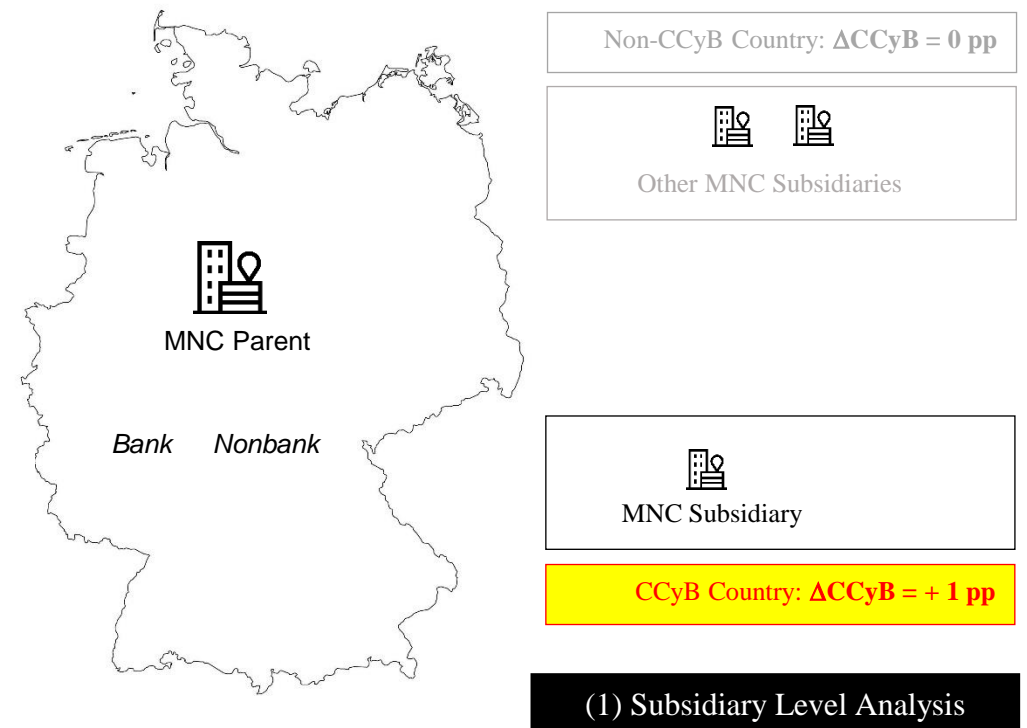 Non-CCyB Country: ΔCCyB = 0 pp
Other MNC Subsidiaries
MNC Parent
Bank Nonbank
MNC Subsidiary
CCyB Country: ΔCCyB = + 1 pp
(1) Subsidiary Level Analysis